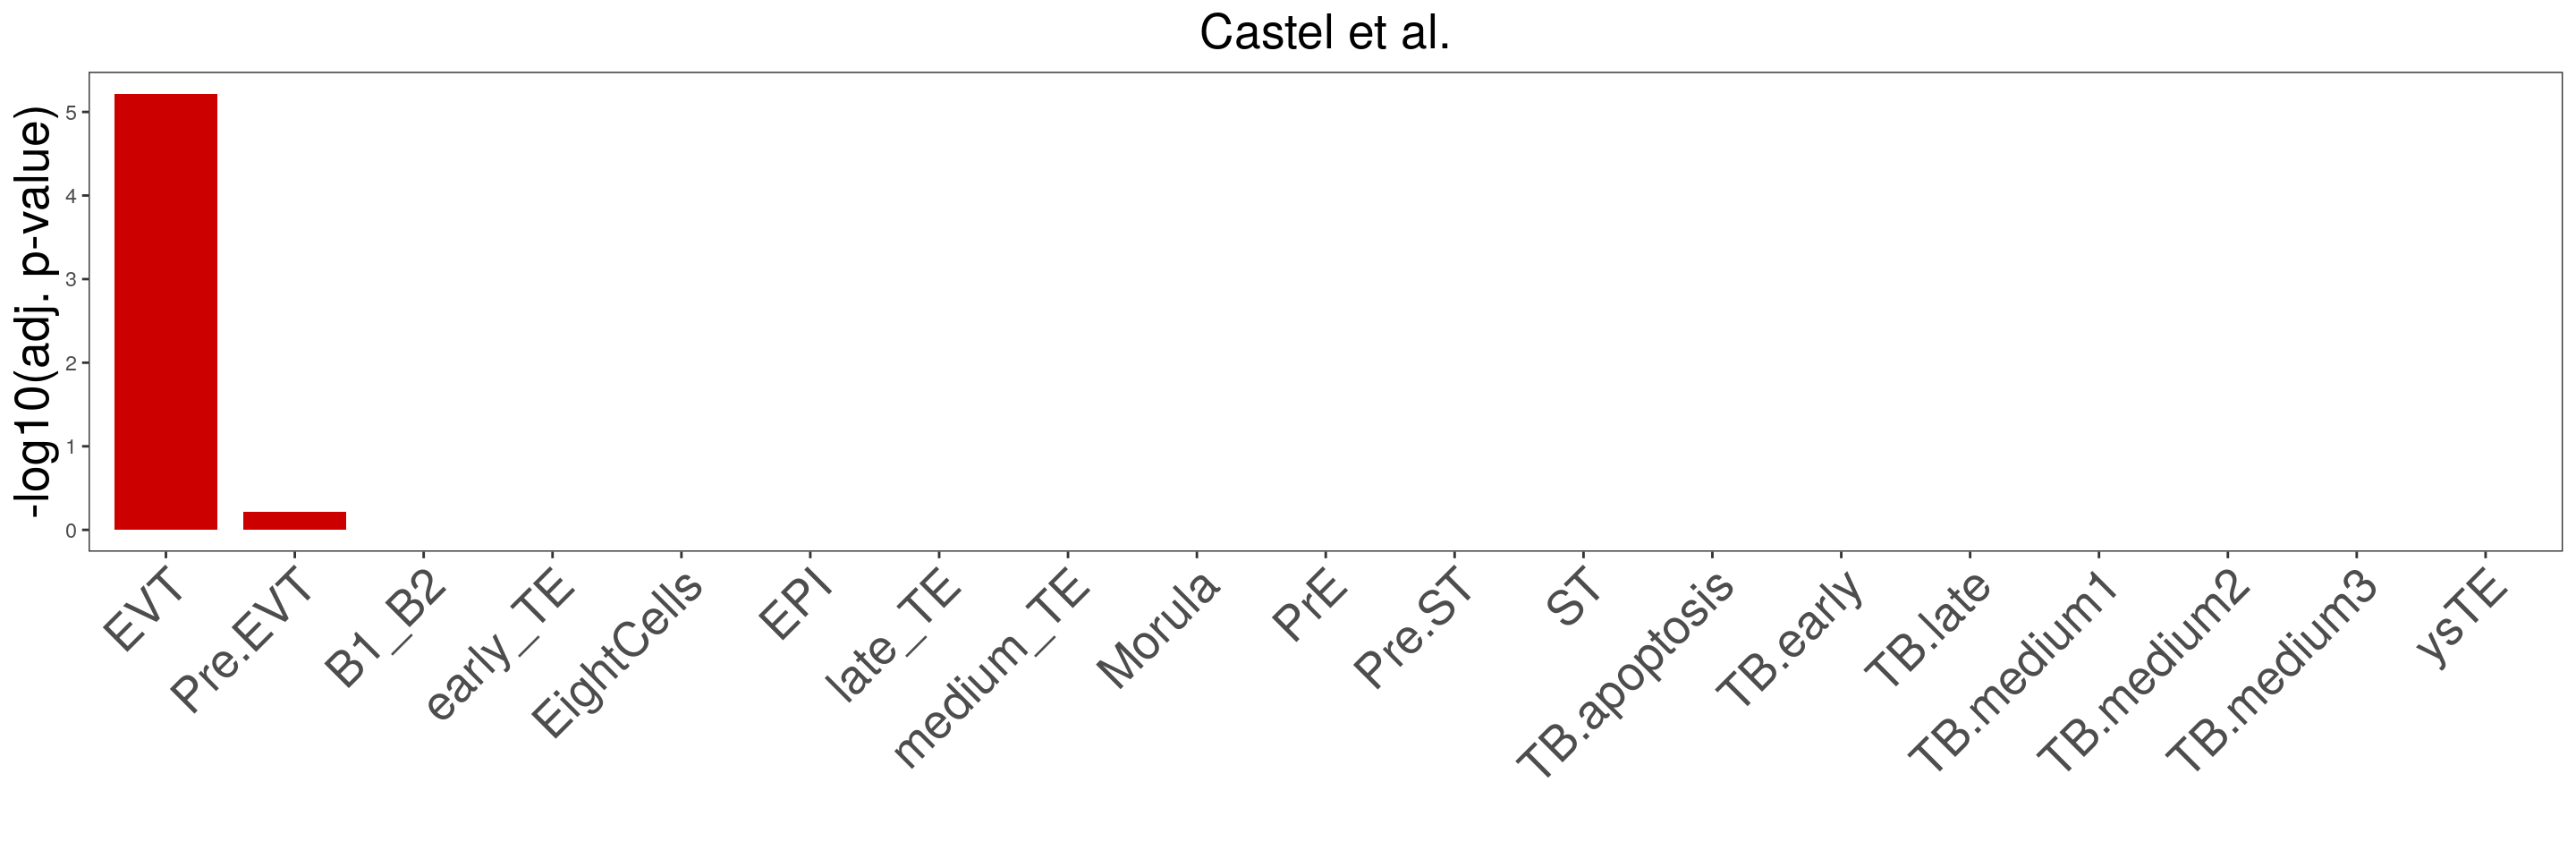 Castel et al.
-log10(adj. p-value)
5
4
3
2
1
0
EVT
Pre.EVT
B1_B2
early_TE
EightCells
EPI
late_TE
medium_TE
Morula
PrE
Pre.ST
ST
TB.apoptosis
TB.early
TB.late
TB.medium1
TB.medium2
TB.medium3
ysTE